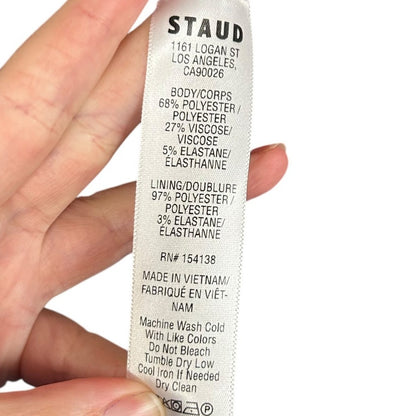 STAUD
1161 LOGAN ST
LOS ANGELES,
CA90026
BODY/CORPS
68% POLYESTER /
POLYESTER
27% VISCOSE/
VISCOSE
5% ELASTANE/
ÉLASTHANNE
LINING/DOUBLURE
97% POLYESTER /
POLYESTER
3% ELASTANE/
ÉLASTHANNE
RN# 154138
MADE IN VIETNAM/
FABRIQUÉ EN VIÊT-
NAM
Machine Wash Cold
With Like Colors
Do Not Bleach
Tumble Dry Low
Cool Iron If Needed
Dry Clean